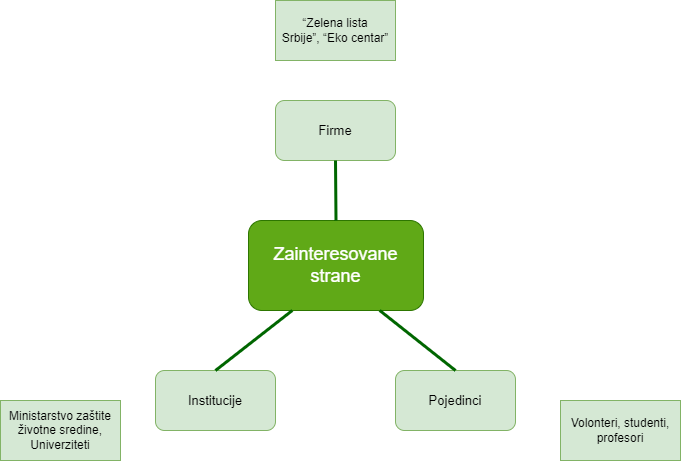 “Zelena lista
Srbije”, “Eko centar”
Firme
Zainteresovane
strane
Institucije
Pojedinci
Ministarstvo zaštite
životne sredine,
Univerziteti
Volonteri, studenti,
profesori